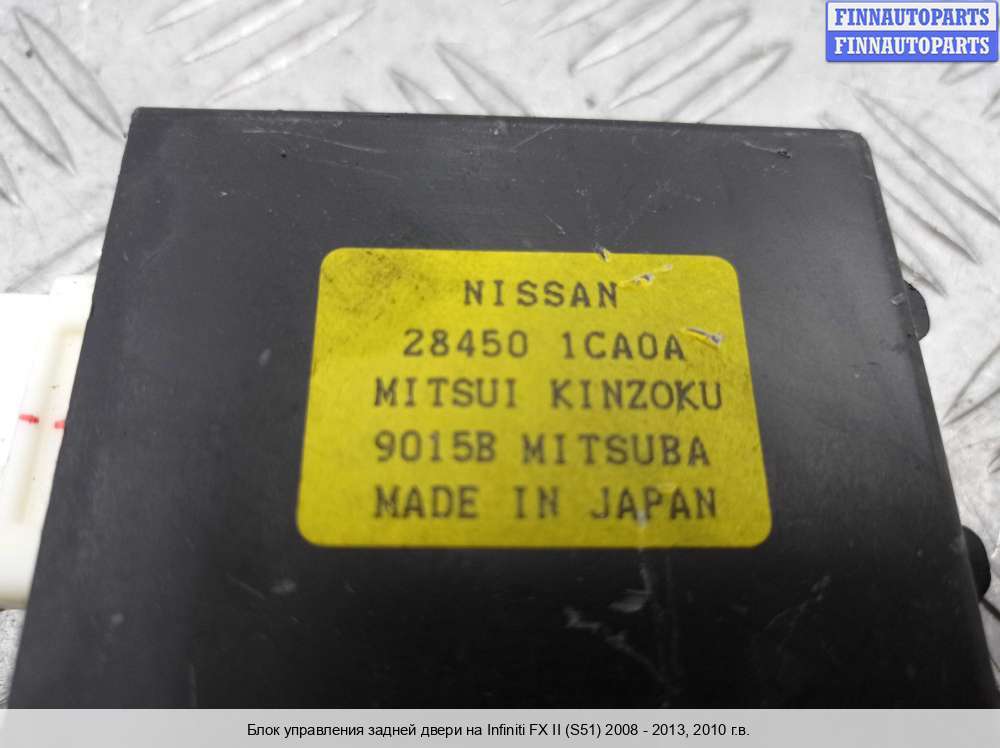 FINNAUTOPARTS
FINNAUTOPARTS
NISSAN
28450 1CA0A
MITSUI KINZOKU
9015B MITSUBA
MADE IN JAPAN
Блок управления задней двери на Infiniti FX II (S51) 2008 - 2013, 2010 г.в.